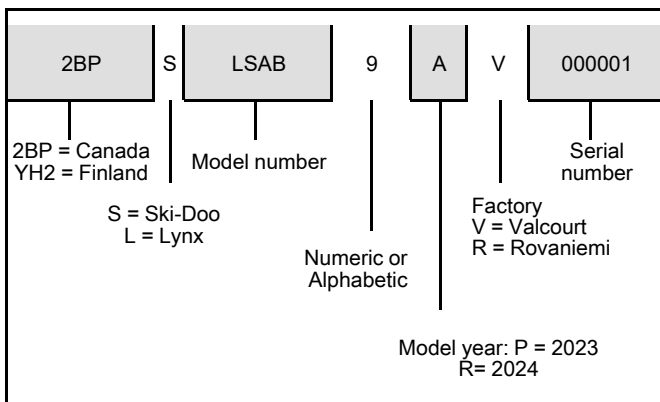 2BP S LSAB 9 A V 000001
2BP = Canada
YH2 = Finland
Model number
Serial
number
S = Ski-Doo
L = Lynx
Factory
V = Valcourt
R = Rovaniemi
Numeric or
Alphabetic
Model year: P = 2023
R= 2024